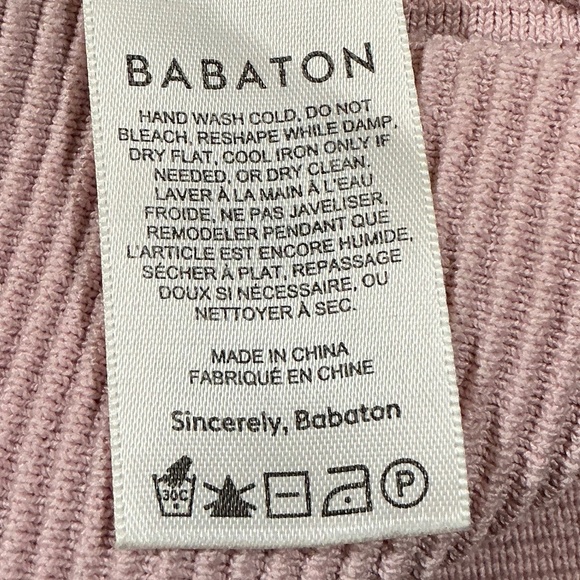 BABATON
HAND WASH COLD, DO NOT
BLEACH, RESHAPE WHILE DAMP,
DRY FLAT, COOL IRON ONLY IF
NEEDED, OR DRY CLEAN.
LAVER À LA MAIN À L'EAU
FROIDE, NE PAS JAVELISER,
REMODELER PENDANT QUE
L'ARTICLE EST ENCORE HUMIDE,
SÉCHER À PLAT, REPASSAGE
DOUX SI NÉCESSAIRE, OU
NETTOYER À SEC.
MADE IN CHINA
FABRIQUÉ EN CHINE
Sincerely, Babaton
30C P